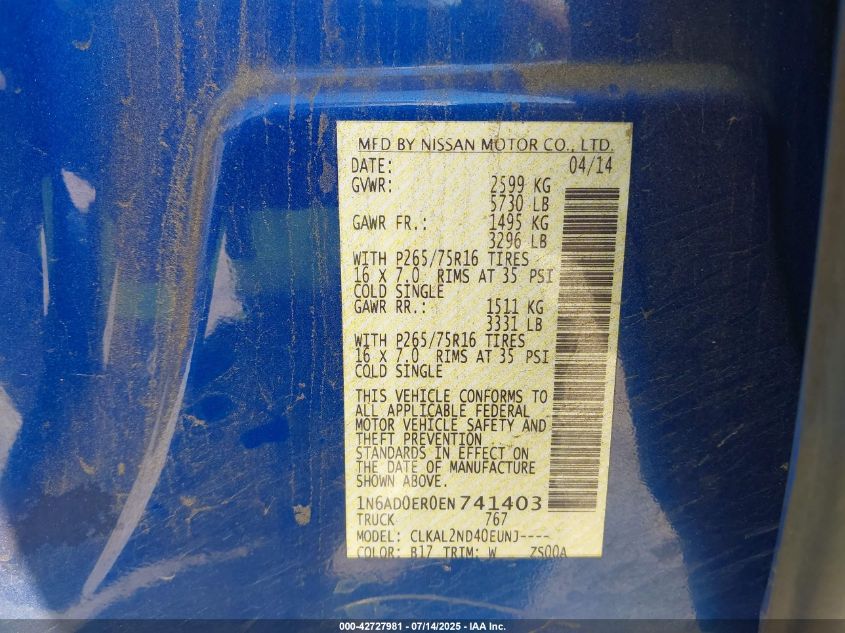 MFD BY NISSAN MOTOR CO., LTD.
DATE: 04/14
GVWR: 2599 KG
5730 LB
GAWR FR.: 1495 KG
3296 LB
WITH P265/75R16 TIRES
16 X 7.0 RIMS AT 35 PSI
COLD SINGLE
GAWR RR.: 1511 KG
3331 LB
WITH P265/75R16 TIRES
16 X 7.0 RIMS AT 35 PSI
COLD SINGLE
THIS VEHICLE CONFORMS TO
ALL APPLICABLE FEDERAL
MOTOR VEHICLE SAFETY AND
THEFT PREVENTION
STANDARDS IN EFFECT ON
THE DATE OF MANUFACTURE
SHOWN ABOVE.
1N6AD0ER0EN741403
TRUCK 767
MODEL: CLKAL2ND40EUNJ----
COLOR: B17 TRIM: W ZS00A
000-42727981 - 07/14/2025 - IAA Inc.